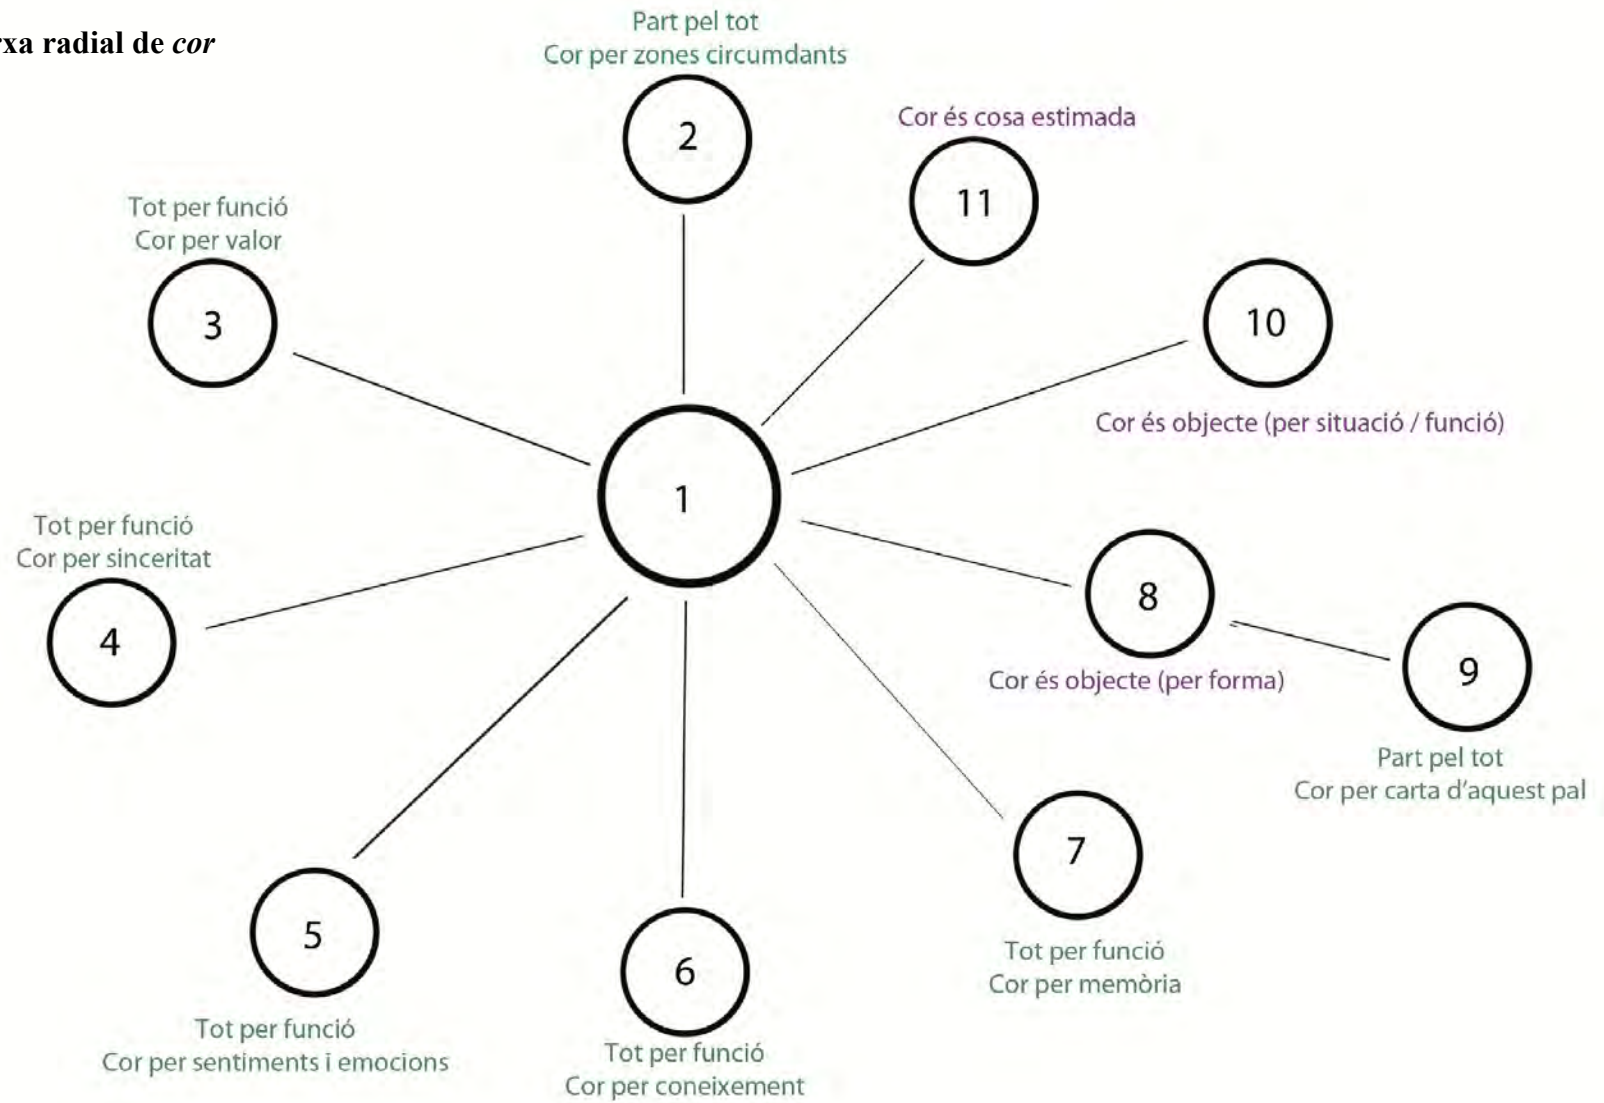 rxa radial de cor
Part pel tot
Cor per zones circumdants
2
Cor és cosa estimada
11
Tot per funció
Cor per valor
3
10
Cor és objecte (per situació / funció)
1
Tot per funció
Cor per sinceritat
4
8
Cor és objecte (per forma)
9
Part pel tot
Cor per carta d'aquest pal
7
Tot per funció
Cor per memòria
5
Tot per funció
Cor per sentiments i emocions
6
Tot per funció
Cor per coneixement